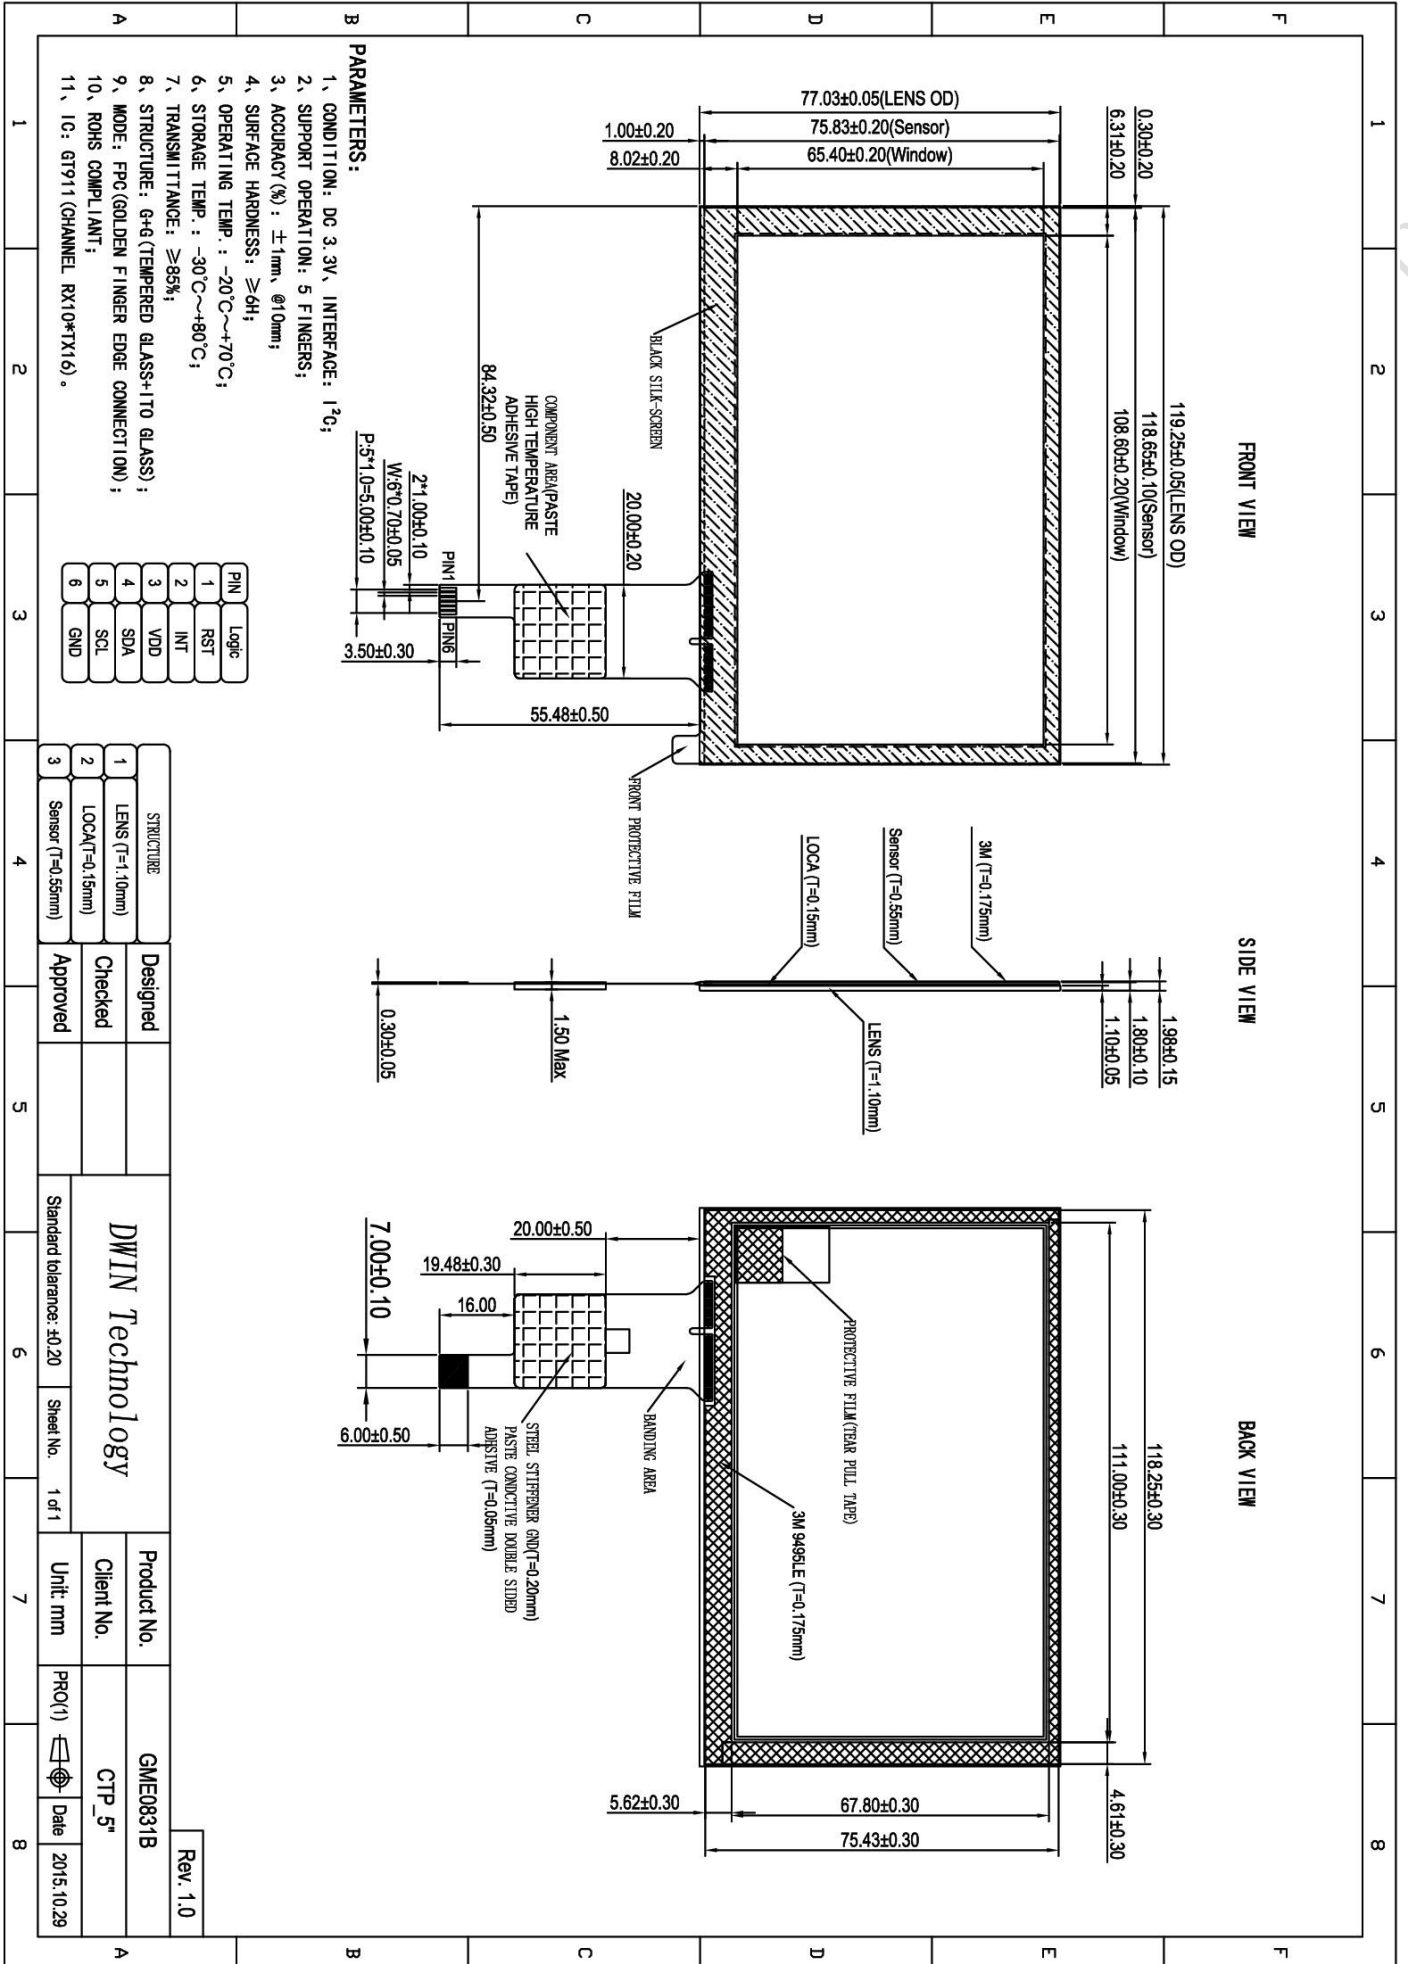 1
2
3
4
5
6
7
8
F
E
D
C
B
A
FRONT VIEW
119.25±0.05(LENS OD)
118.65±0.10(Sensor)
108.60±0.20(Window)
0.30±0.20
6.31±0.20
77.03±0.05(LENS OD)
75.83±0.20(Sensor)
65.40±0.20(Window)
1.00±0.20
8.02±0.20
BLACK SILK-SCREEN
84.32±0.50
COMPONENT AREA(PASTE
HIGH TEMPERATURE
ADHESIVE TAPE)
20.00±0.20
2*1.00±0.10
W:6*0.70±0.05
P:5*1.0=5.00±0.10
PIN1
PIN6
3.50±0.30
55.48±0.50
FRONT PROTECTIVE FILM
SIDE VIEW
1.98±0.15
1.80±0.10
1.10±0.05
3M (T=0.175mm)
Sensor (T=0.55mm)
LOCA (T=0.15mm)
LENS (T=1.10mm)
1.50 Max
0.30±0.05
BACK VIEW
118.25±0.30
111.00±0.30
4.61±0.30
PROTECTIVE FILM(TEAR PULL TAPE)
3M 9495LE (T=0.175mm)
BANDING AREA
5.62±0.30
67.80±0.30
75.43±0.30
20.00±0.50
19.48±0.30
16.00
7.00±0.10
6.00±0.50
STEEL STIFFENER GND(T=0.20mm)
PASTE CONDCTIVE DOUBLE SIDED
ADHSIVE (T=0.05mm)
PARAMETERS:
1、CONDITION: DC 3.3V、INTERFACE: I²C;
2、SUPPORT OPERATION: 5 FINGERS;
3、ACCURACY(%): ±1mm、@10mm;
4、SURFACE HARDNESS: ≥6H;
5、OPERATING TEMP.: -20℃～+70℃;
6、STORAGE TEMP.: -30℃～+80℃;
7、TRANSMITTANCE: ≥85%;
8、STRUCTURE: G+G(TEMPERED GLASS+ITO GLASS);
9、MODE: FPC(GOLDEN FINGER EDGE CONNECTION);
10、ROHS COMPLIANT;
11、IC: GT911(CHANNEL RX10*TX16)。
PIN Logic
1 RST
2 INT
3 VDD
4 SDA
5 SCL
6 GND
STRUCTURE
1 LENS (T=1.10mm)
2 LOCA(T=0.15mm)
3 Sensor (T=0.55mm)
Designed
Checked
Approved
DWIN Technology
Standard tolarance: ±0.20
Sheet No. 1 of 1
Rev. 1.0
Product No. GME0831B
Client No. CTP_5"
Unit: mm
PRO(1)
Date 2015.10.29
1
2
3
4
5
6
7
8
F
E
D
C
B
A